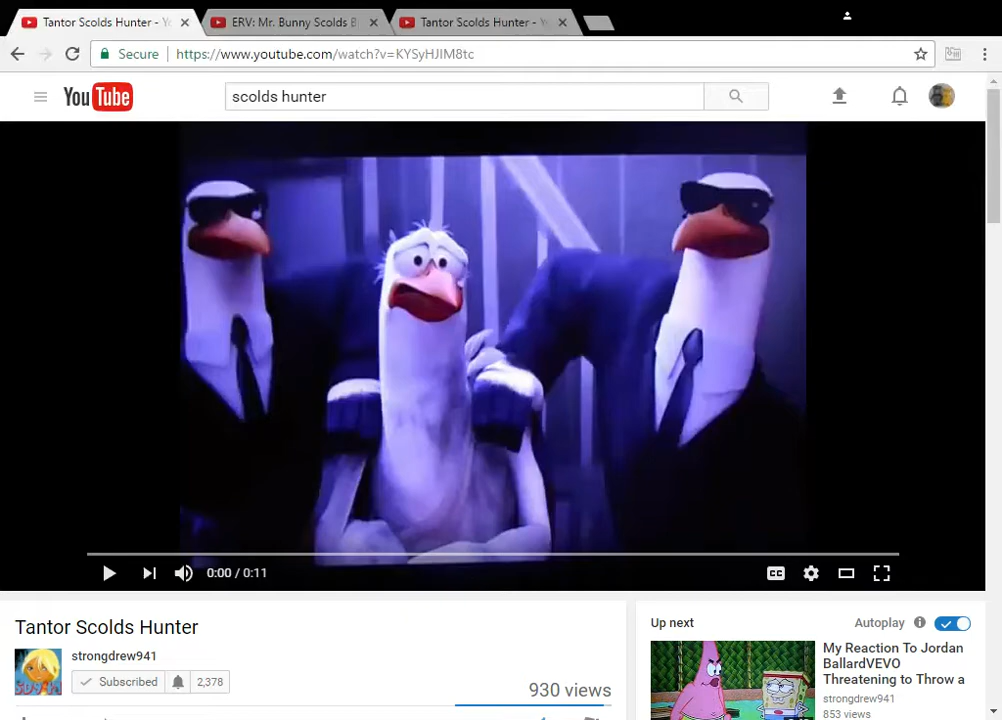 Tantor Scolds Hunter - Yo
ERV: Mr. Bunny Scolds B
Tantor Scolds Hunter - Y
Secure
https://www.youtube.com/watch?v=KYSyHJIM8tc
YouTube
scolds hunter
0:00 / 0:11
CC
Tantor Scolds Hunter
strongdrew941
Subscribed
2,378
930 views
Up next
Autoplay
My Reaction To Jordan
BallardVEVO
Threatening to Throw a
strongdrew941
853 views